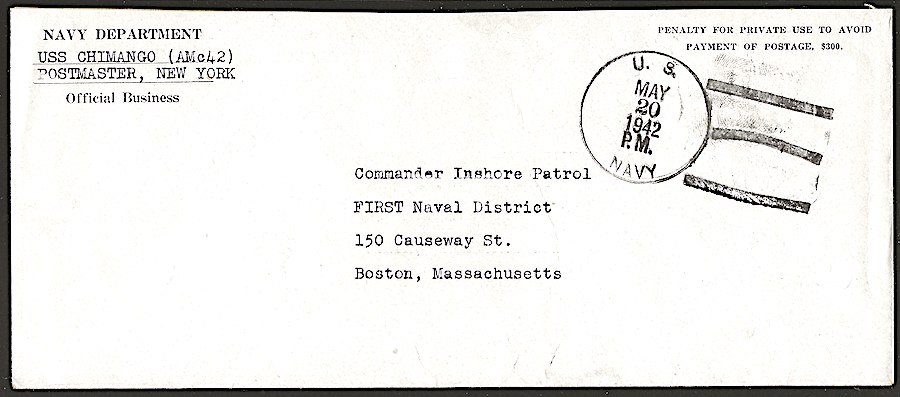 NAVY DEPARTMENT
USS CHIMANGO (AMc42)
POSTMASTER, NEW YORK
Official Business
PENALTY FOR PRIVATE USE TO AVOID
PAYMENT OF POSTAGE, $300.
U. S.
MAY
20
1942
P.M.
NAVY
Commander Inshore Patrol
FIRST Naval District
150 Causeway St.
Boston, Massachusetts